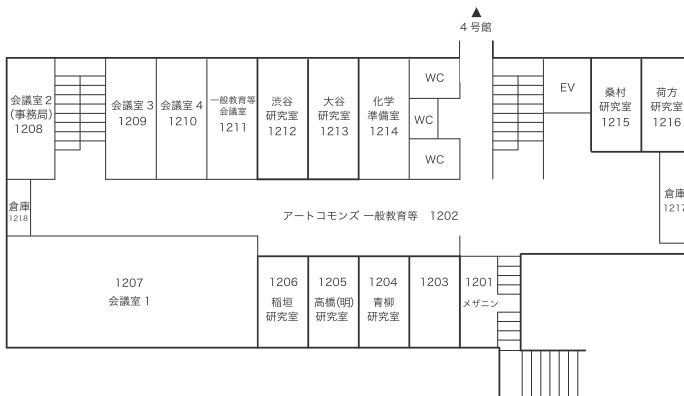 ▲
4号館
会議室2
(事務局)
1208
会議室3
1209
会議室4
1210
一般教育等
会議室
1211
渋谷
研究室
1212
大谷
研究室
1213
化学
準備室
1214
WC
WC
WC
EV
桑村
研究室
1215
荷方
研究室
1216
倉庫
1218
アートコモンズ 一般教育等 1202
倉庫
1217
1207
会議室1
1206
稲垣
研究室
1205
高橋(明)
研究室
1204
青柳
研究室
1203
1201
メザニン